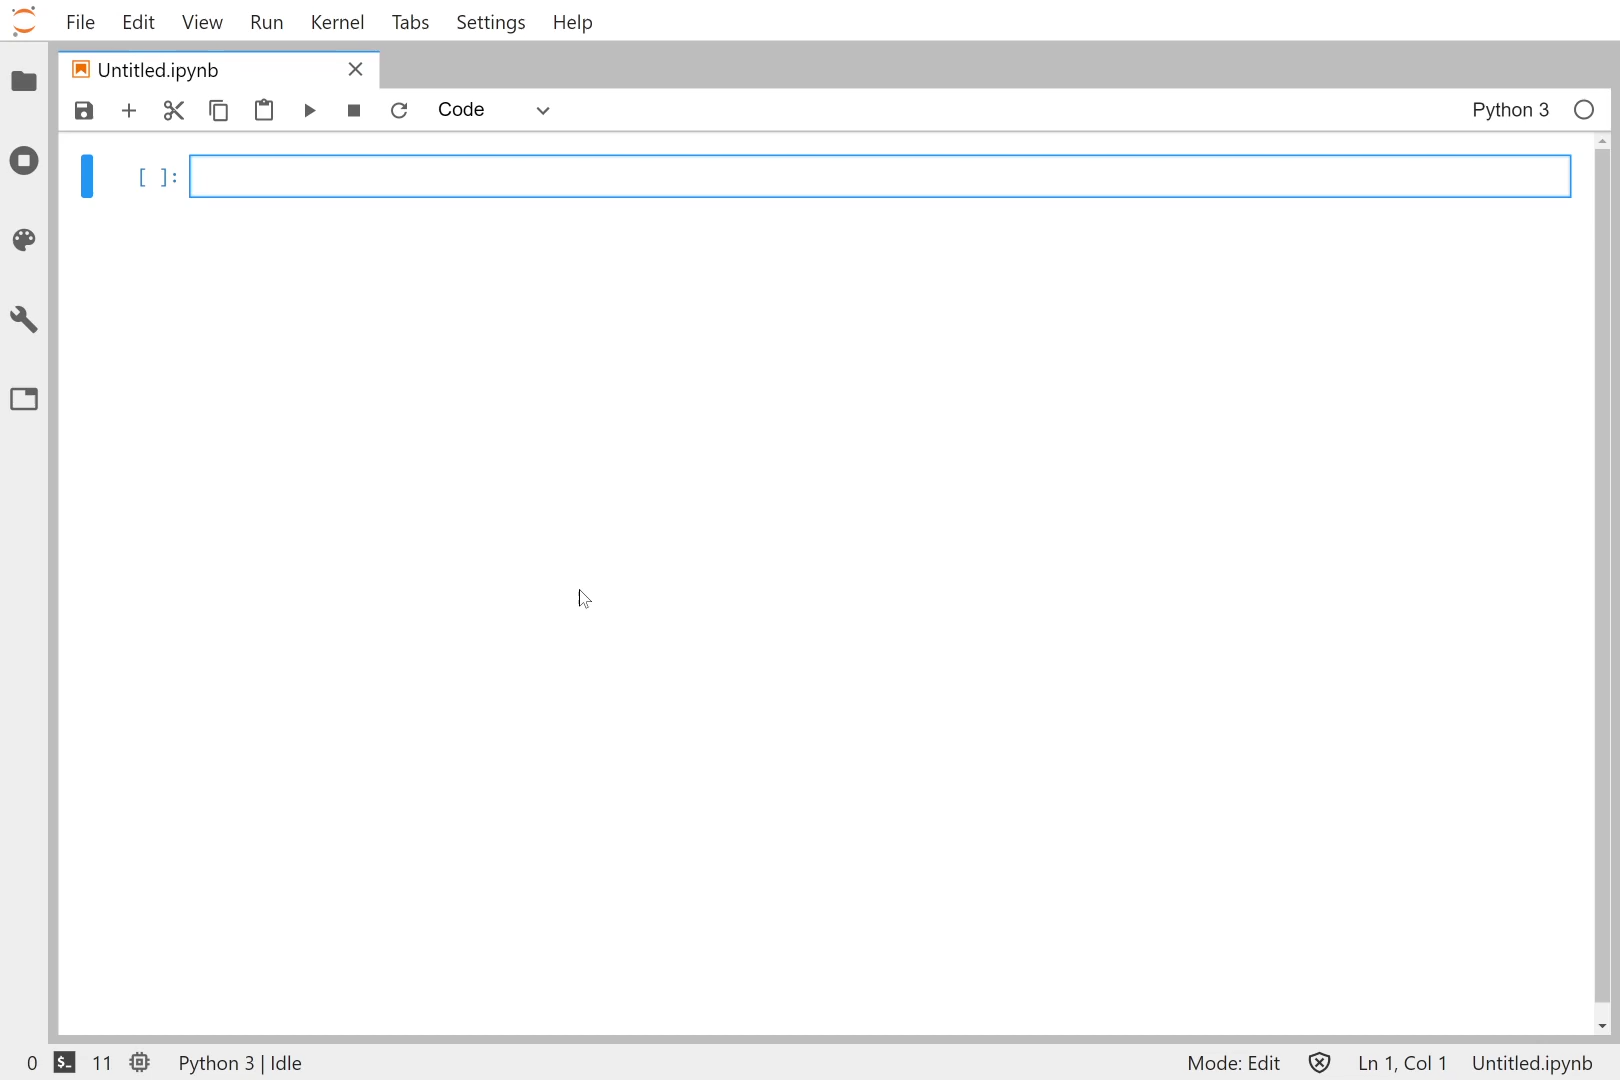 File Edit View Run Kernel Tabs Settings Help
Untitled.ipynb
Code Python 3
[ ]:
0 $_ 11 Python 3 | Idle Mode: Edit Ln 1, Col 1 Untitled.ipynb